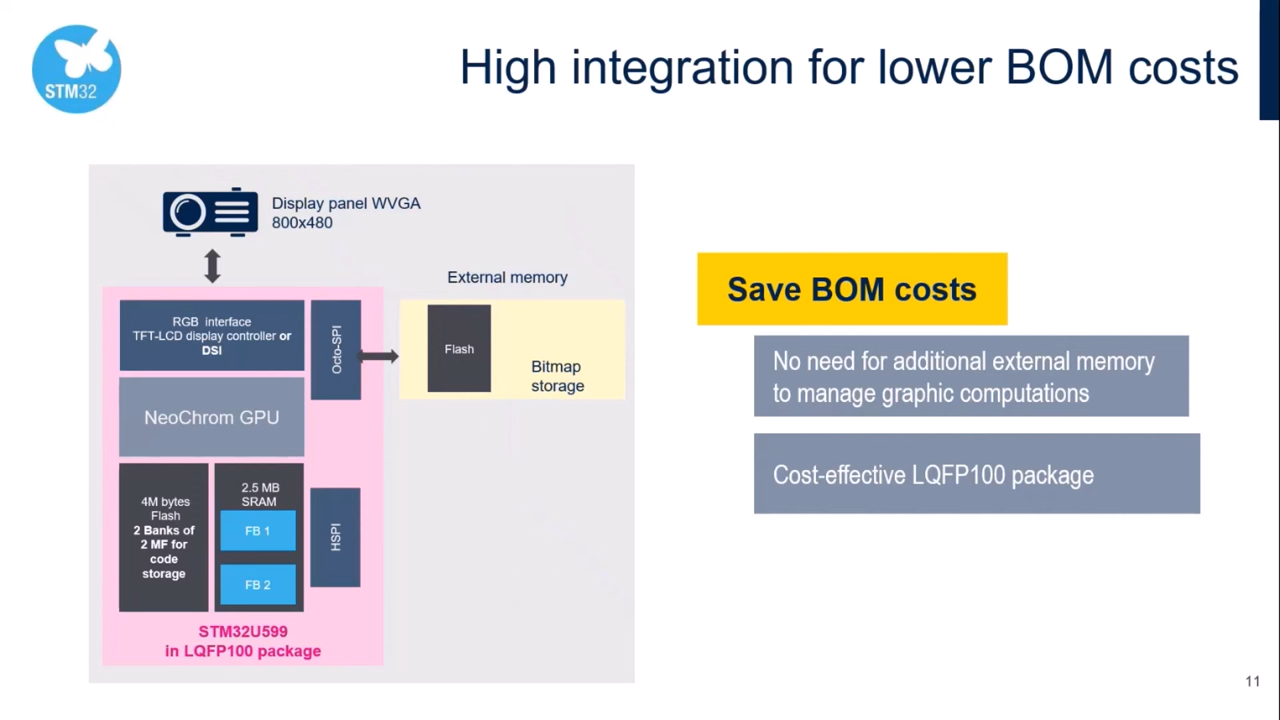 STM32
High integration for lower BOM costs
Display panel WVGA
800x480
External memory
RGB interface
TFT-LCD display controller or
DSI
Octo-SPI
Flash
Bitmap
storage
NeoChrom GPU
4M bytes
Flash
2 Banks of
2 MF for
code
storage
2.5 MB
SRAM
FB 1
FB 2
HSPI
STM32U599
in LQFP100 package
Save BOM costs
No need for additional external memory
to manage graphic computations
Cost-effective LQFP100 package
11